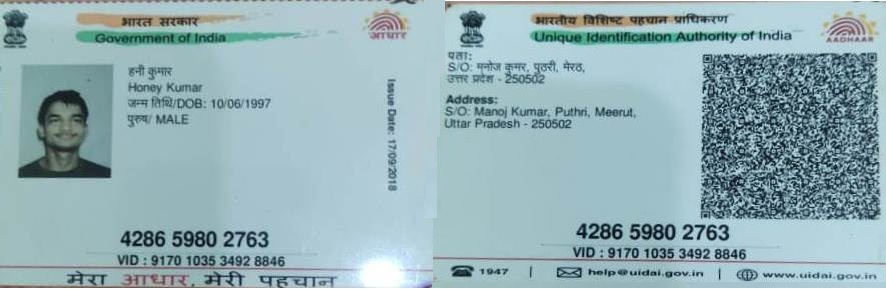 भारत सरकार
Government of India
आधार
हनी कुमार
Honey Kumar
जन्म तिथि/DOB: 10/06/1997
पुरुष/ MALE
Issue Date: 17/09/2018
4286 5980 2763
VID : 9170 1035 3492 8846
मेरा आधार, मेरी पहचान
भारतीय विशिष्ट पहचान प्राधिकरण
Unique Identification Authority of India
AADHAAR
पता:
S/O: मनोज कुमर, पुठरी, मेरठ,
उत्तर प्रदेश - 250502
Address:
S/O: Manoj Kumar, Puthri, Meerut,
Uttar Pradesh - 250502
4286 5980 2763
VID : 9170 1035 3492 8846
1947 | help@uidai.gov.in | www.uidai.gov.in